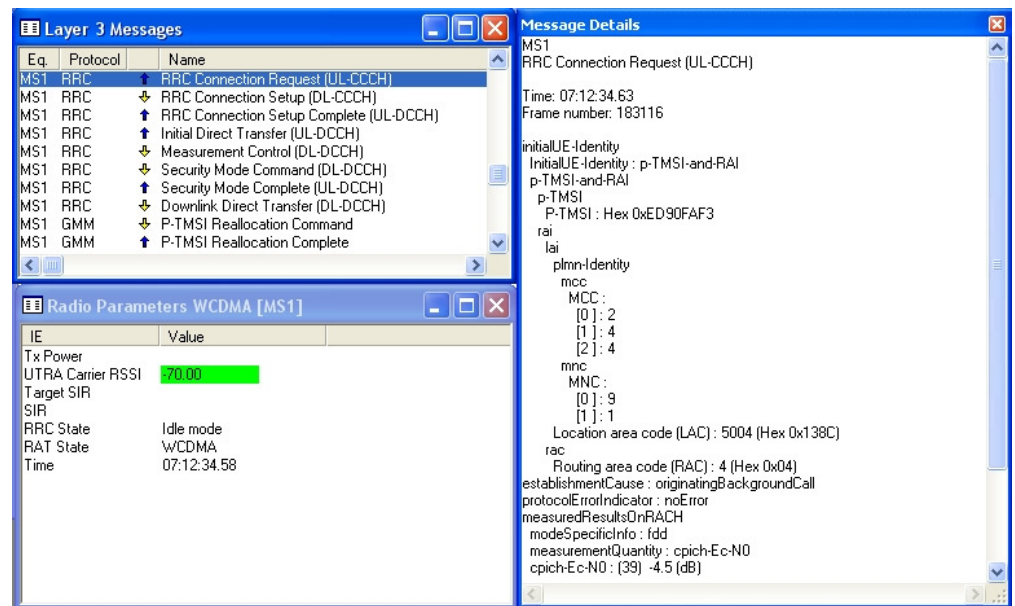 Layer 3 Messages
Eq. Protocol Name
MS1 RRC RRC Connection Request (UL-CCCH)
MS1 RRC RRC Connection Setup (DL-CCCH)
MS1 RRC RRC Connection Setup Complete (UL-DCCH)
MS1 RRC Initial Direct Transfer (UL-DCCH)
MS1 RRC Measurement Control (DL-DCCH)
MS1 RRC Security Mode Command (DL-DCCH)
MS1 RRC Security Mode Complete (UL-DCCH)
MS1 RRC Downlink Direct Transfer (DL-DCCH)
MS1 GMM P-TMSI Reallocation Command
MS1 GMM P-TMSI Reallocation Complete
Radio Parameters WCDMA [MS1]
IE Value
Tx Power
UTRA Carrier RSSI -70.00
Target SIR
SIR
RRC State Idle mode
RAT State WCDMA
Time 07:12:34.58
Message Details
MS1
RRC Connection Request (UL-CCCH)
Time: 07:12:34.63
Frame number: 183116
initialUE-Identity
InitialUE-Identity : p-TMSI-and-RAI
p-TMSI-and-RAI
p-TMSI
P-TMSI : Hex 0xED90FAF3
rai
lai
plmn-Identity
mcc
MCC :
[0 ] : 2
[1 ] : 4
[2 ] : 4
mnc
MNC :
[0 ] : 9
[1 ] : 1
Location area code (LAC) : 5004 (Hex 0x138C)
rac
Routing area code (RAC) : 4 (Hex 0x04)
establishmentCause : originatingBackgroundCall
protocolErrorIndicator : noError
measuredResultsOnRACH
modeSpecificInfo : fdd
measurementQuantity : cpich-Ec-N0
cpich-Ec-N0 : (39) -4.5 (dB)